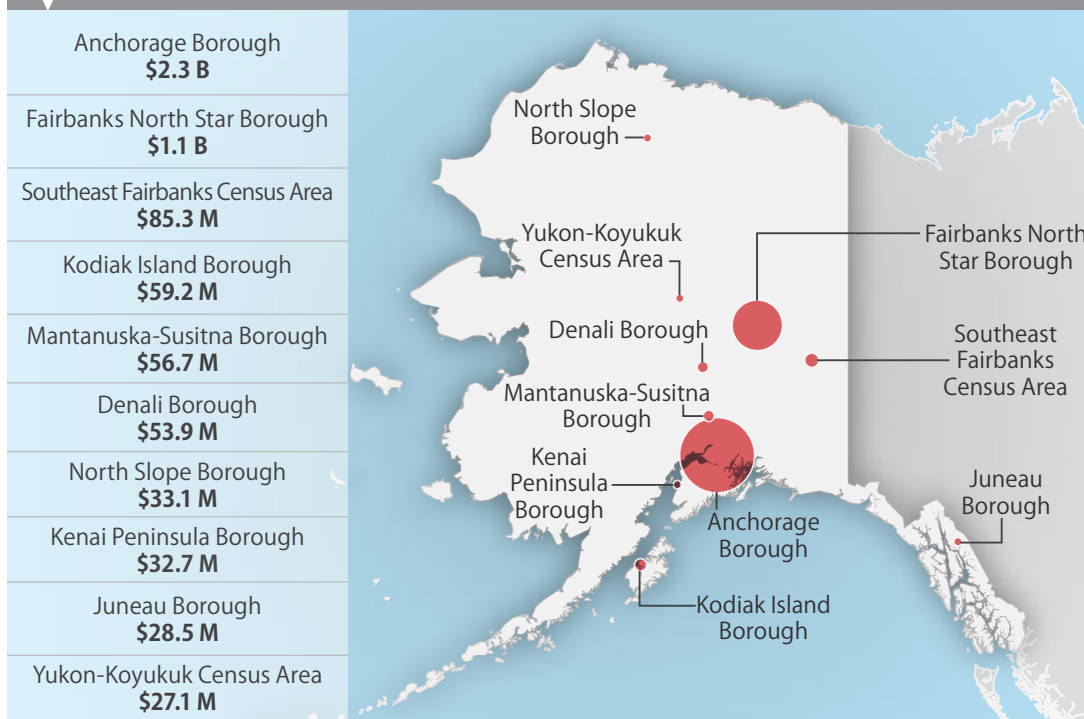 Anchorage Borough
$2.3 B
Fairbanks North Star Borough
$1.1 B
Southeast Fairbanks Census Area
$85.3 M
Kodiak Island Borough
$59.2 M
Mantanuska-Susitna Borough
$56.7 M
Denali Borough
$53.9 M
North Slope Borough
$33.1 M
Kenai Peninsula Borough
$32.7 M
Juneau Borough
$28.5 M
Yukon-Koyukuk Census Area
$27.1 M
North Slope
Borough
Yukon-Koyukuk
Census Area
Fairbanks North
Star Borough
Denali Borough
Southeast
Fairbanks
Census Area
Mantanuska-Susitna
Borough
Kenai
Peninsula
Borough
Anchorage
Borough
Juneau
Borough
Kodiak Island
Borough